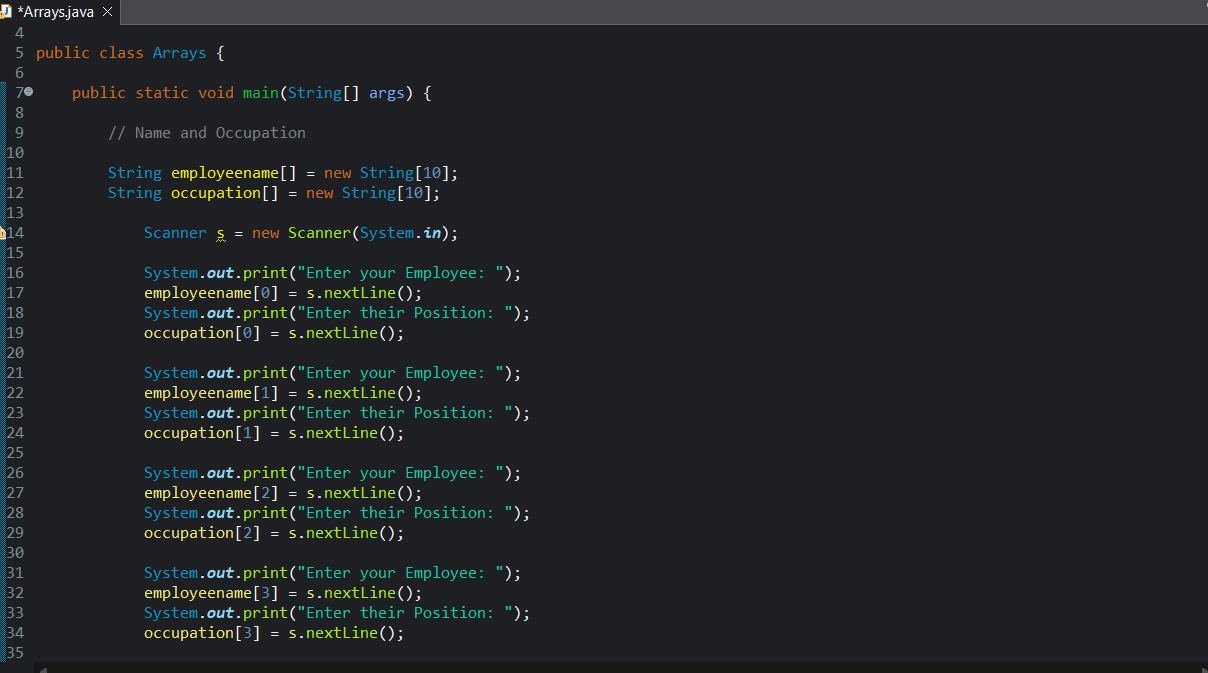 *Arrays.java
4
5 public class Arrays {
6
7 public static void main(String[] args) {
8
9 // Name and Occupation
10
11 String employeename[] = new String[10];
12 String occupation[] = new String[10];
13
14 Scanner s = new Scanner(System.in);
15
16 System.out.print("Enter your Employee: ");
17 employeename[0] = s.nextLine();
18 System.out.print("Enter their Position: ");
19 occupation[0] = s.nextLine();
20
21 System.out.print("Enter your Employee: ");
22 employeename[1] = s.nextLine();
23 System.out.print("Enter their Position: ");
24 occupation[1] = s.nextLine();
25
26 System.out.print("Enter your Employee: ");
27 employeename[2] = s.nextLine();
28 System.out.print("Enter their Position: ");
29 occupation[2] = s.nextLine();
30
31 System.out.print("Enter your Employee: ");
32 employeename[3] = s.nextLine();
33 System.out.print("Enter their Position: ");
34 occupation[3] = s.nextLine();
35